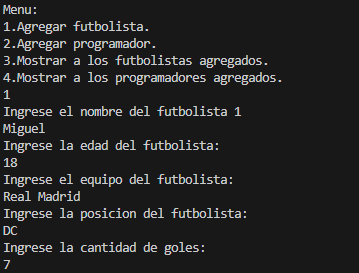 Menu:
1.Agregar futbolista.
2.Agregar programador.
3.Mostrar a los futbolistas agregados.
4.Mostrar a los programadores agregados.
1
Ingrese el nombre del futbolista 1
Miguel
Ingrese la edad del futbolista:
18
Ingrese el equipo del futbolista:
Real Madrid
Ingrese la posicion del futbolista:
DC
Ingrese la cantidad de goles:
7